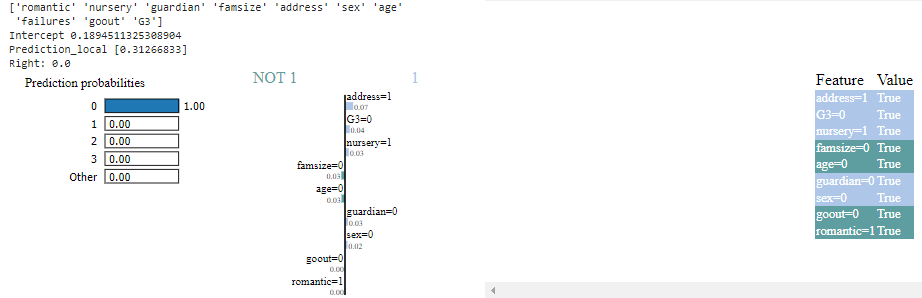 ['romantic' 'nursery' 'guardian' 'famsize' 'address' 'sex' 'age'
'failures' 'goout' 'G3']
Intercept 0.1894511325308904
Prediction_local [0.31266833]
Right: 0.0
Prediction probabilities
0 1.00
1 0.00
2 0.00
3 0.00
Other 0.00
NOT 1 1
address=1
0.07
G3=0
0.04
nursery=1
0.03
famsize=0
0.03
age=0
0.03
guardian=0
0.03
sex=0
0.02
goout=0
0.00
romantic=1
0.00
Feature Value
address=1 True
G3=0 True
nursery=1 True
famsize=0 True
age=0 True
guardian=0 True
sex=0 True
goout=0 True
romantic=1 True